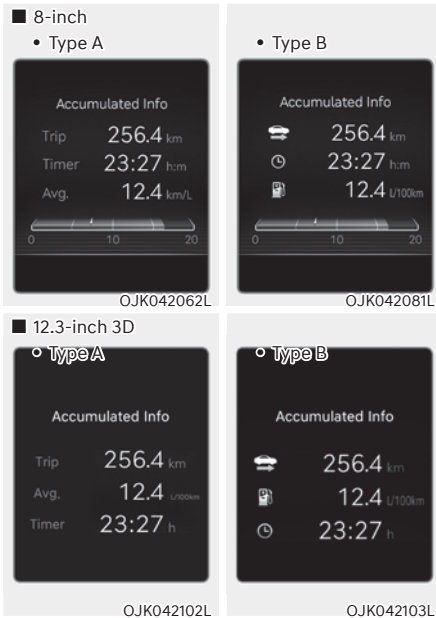 ■ 8-inch
• Type A
Accumulated Info
Trip 256.4 km
Timer 23:27 h:m
Avg. 12.4 km/L
0 10 20
OJK042062L
• Type B
Accumulated Info
256.4 km
23:27 h:m
12.4 L/100km
0 10 20
OJK042081L
■ 12.3-inch 3D
○ Type A
Accumulated Info
Trip 256.4 km
Avg. 12.4 L/100km
Timer 23:27 h
OJK042102L
○ Type B
Accumulated Info
256.4 km
12.4 L/100km
23:27 h
OJK042103L